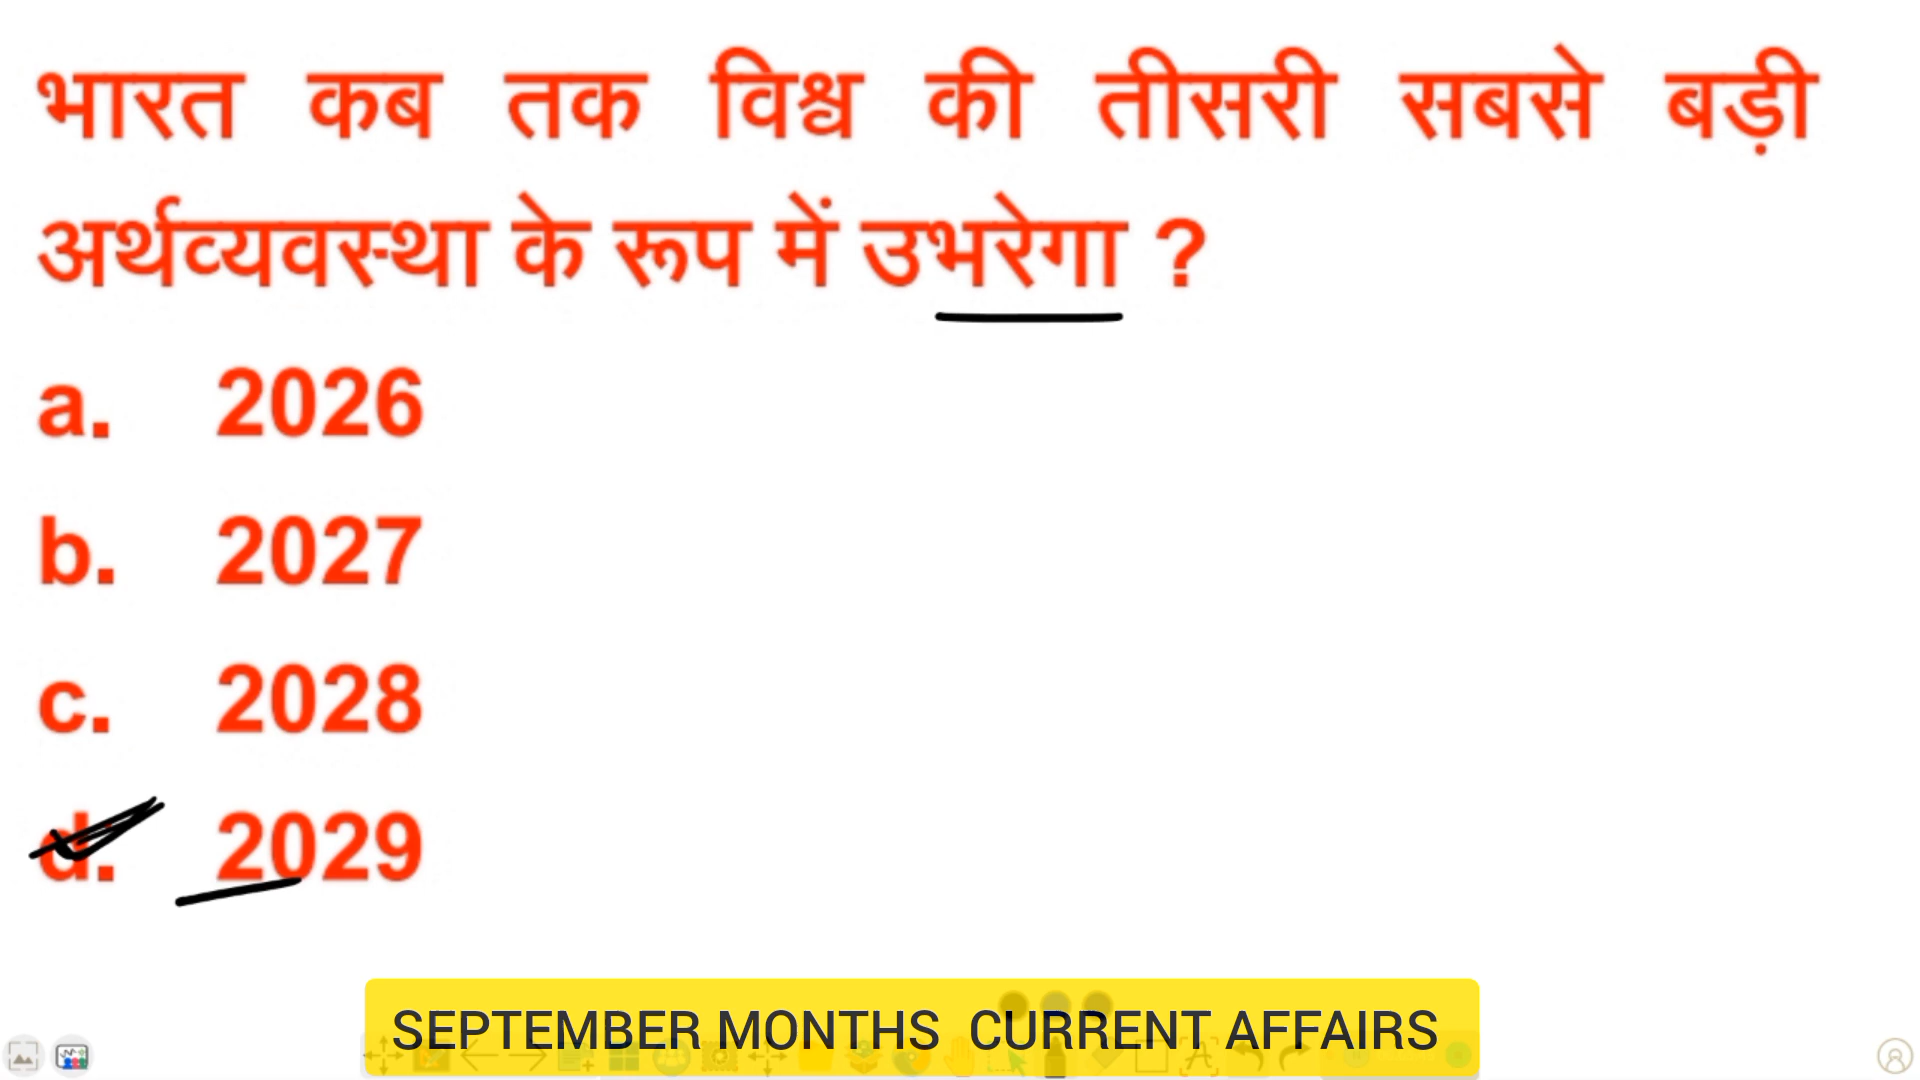 भारत कब तक विश्व की तीसरी सबसे बड़ी
अर्थव्यवस्था के रूप में उभरेगा ?
a. 2026
b. 2027
c. 2028
d. 2029
SEPTEMBER MONTHS CURRENT AFFAIRS